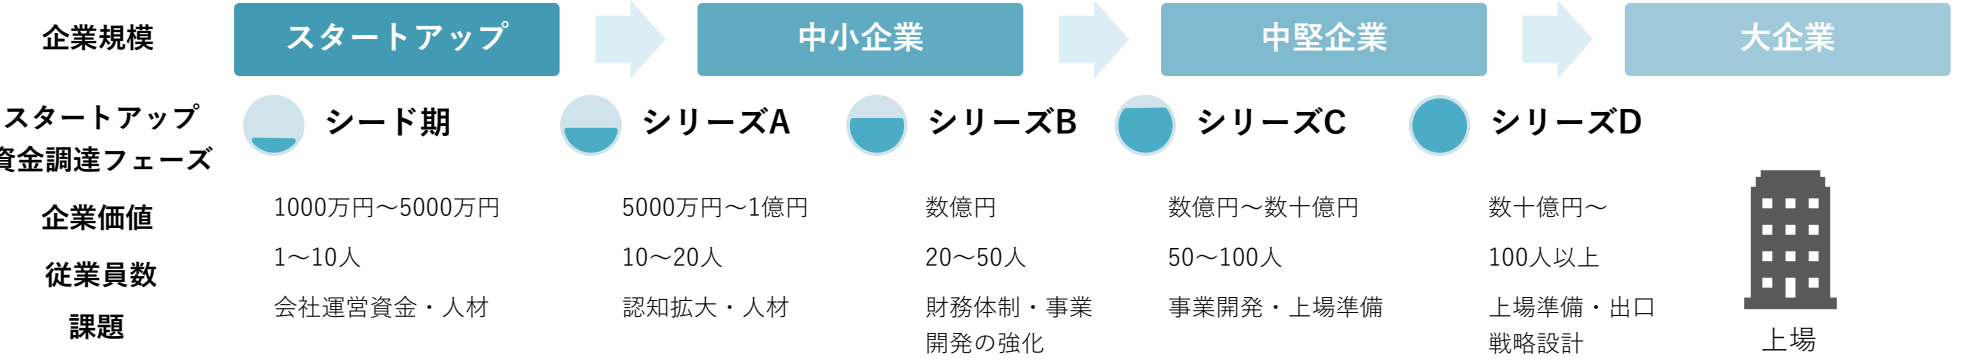 企業規模
スタートアップ
中小企業
中堅企業
大企業
スタートアップ
資金調達フェーズ
シード期
シリーズA
シリーズB
シリーズC
シリーズD
企業価値
1000万円～5000万円
5000万円～1億円
数億円
数億円～数十億円
数十億円～
従業員数
1～10人
10～20人
20～50人
50～100人
100人以上
課題
会社運営資金・人材
認知拡大・人材
財務体制・事業
開発の強化
事業開発・上場準備
上場準備・出口
戦略設計
上場